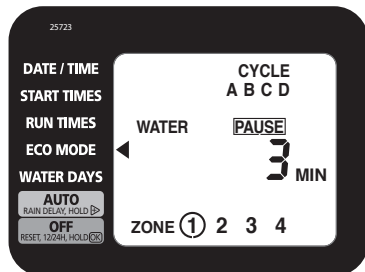 25723
DATE / TIME
START TIMES
RUN TIMES
ECO MODE
WATER DAYS
AUTO
RAIN DELAY, HOLD
OFF
RESET, 12/24H, HOLD OK
CYCLE
A B C D
WATER PAUSE
3 MIN
ZONE 1 2 3 4